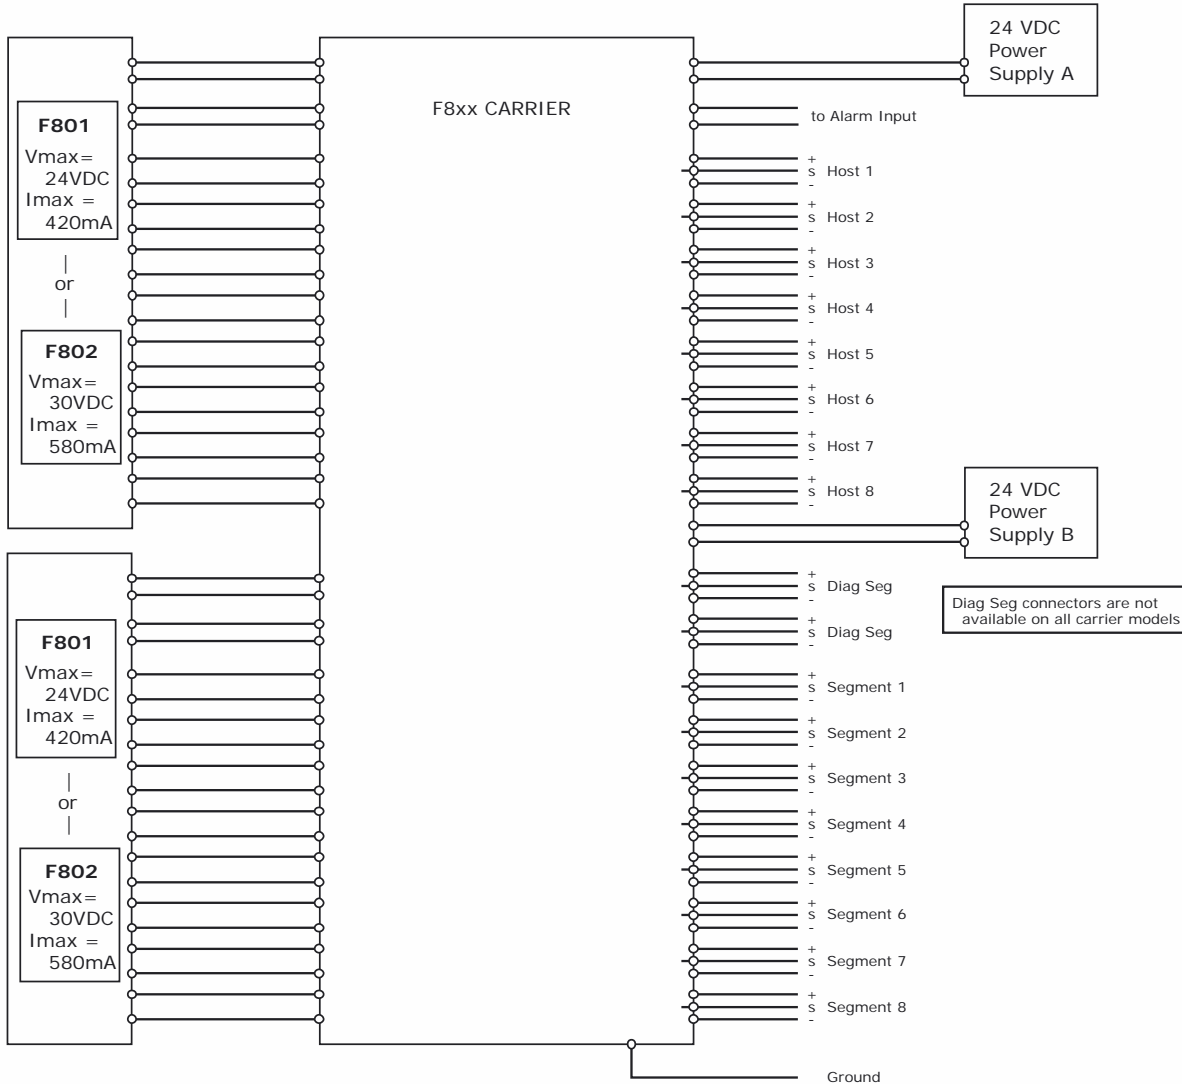 24 VDC
Power
Supply A
F8xx CARRIER
F801
Vmax=
24VDC
Imax =
420mA
|
or
|
F802
Vmax=
30VDC
Imax =
580mA
to Alarm Input
+
s Host 1
-
+
s Host 2
-
+
s Host 3
-
+
s Host 4
-
+
s Host 5
-
+
s Host 6
-
+
s Host 7
-
+
s Host 8
-
24 VDC
Power
Supply B
F801
Vmax=
24VDC
Imax =
420mA
|
or
|
F802
Vmax=
30VDC
Imax =
580mA
+
s Diag Seg
-
+
s Diag Seg
-
Diag Seg connectors are not
available on all carrier models
+
s Segment 1
-
+
s Segment 2
-
+
s Segment 3
-
+
s Segment 4
-
+
s Segment 5
-
+
s Segment 6
-
+
s Segment 7
-
+
s Segment 8
-
Ground